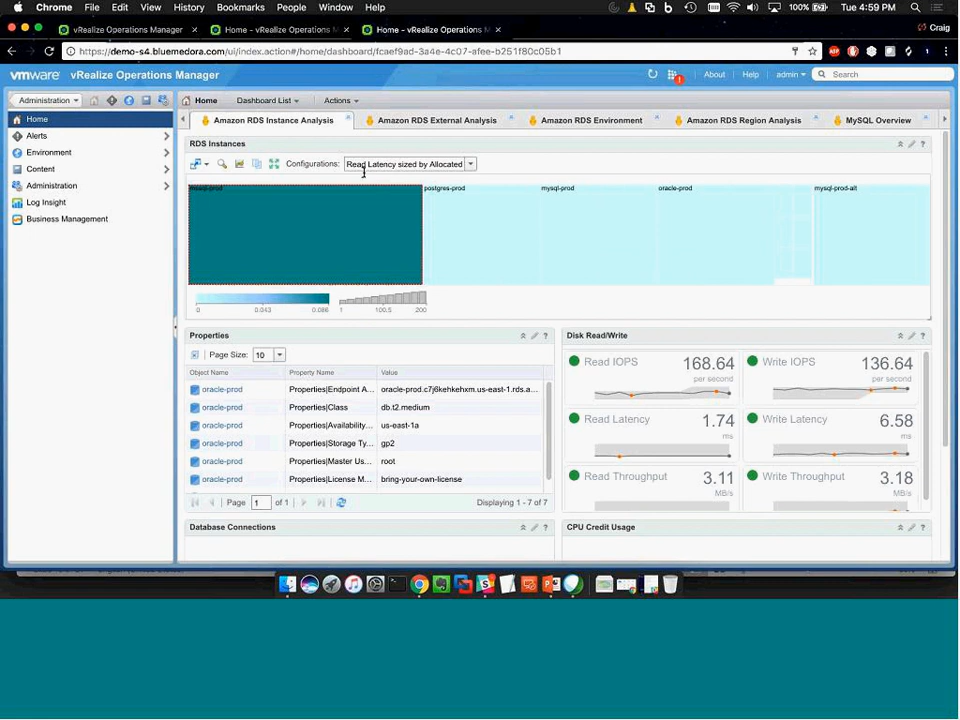 Chrome File Edit View History Bookmarks People Window Help 100% Tue 4:59 PM
vRealize Operations Manager × Home - vRealize Operations Ma × Home - vRealize Operations Ma × Craig
https://demo-s4.bluemedora.com/ui/index.action#/home/dashboard/fcaef9ad-3a4e-4c07-afee-b251f80c05b1
vmware vRealize Operations Manager About Help admin Search
Administration Home Dashboard List Actions
Home
Alerts
Environment
Content
Administration
Log Insight
Business Management
Amazon RDS Instance Analysis Amazon RDS External Analysis Amazon RDS Environment Amazon RDS Region Analysis MySQL Overview
RDS Instances
Configurations: Read Latency sized by Allocated
postgres-prod mysql-prod oracle-prod mysql-prod-alt
0 0.043 0.086 1 100.5 200
Properties
Page Size: 10
Object Name Property Name Value
oracle-prod Properties|Endpoint A... oracle-prod.c7j6kehkehxm.us-east-1.rds.a...
oracle-prod Properties|Class db.t2.medium
oracle-prod Properties|Availability... us-east-1a
oracle-prod Properties|Storage Ty... gp2
oracle-prod Properties|Master Us... root
oracle-prod Properties|License M... bring-your-own-license
Page 1 of 1 Displaying 1 - 7 of 7
Disk Read/Write
Read IOPS 168.64 per second
Write IOPS 136.64 per second
Read Latency 1.74 ms
Write Latency 6.58 ms
Read Throughput 3.11 MB/s
Write Throughput 3.18 MB/s
Database Connections
CPU Credit Usage